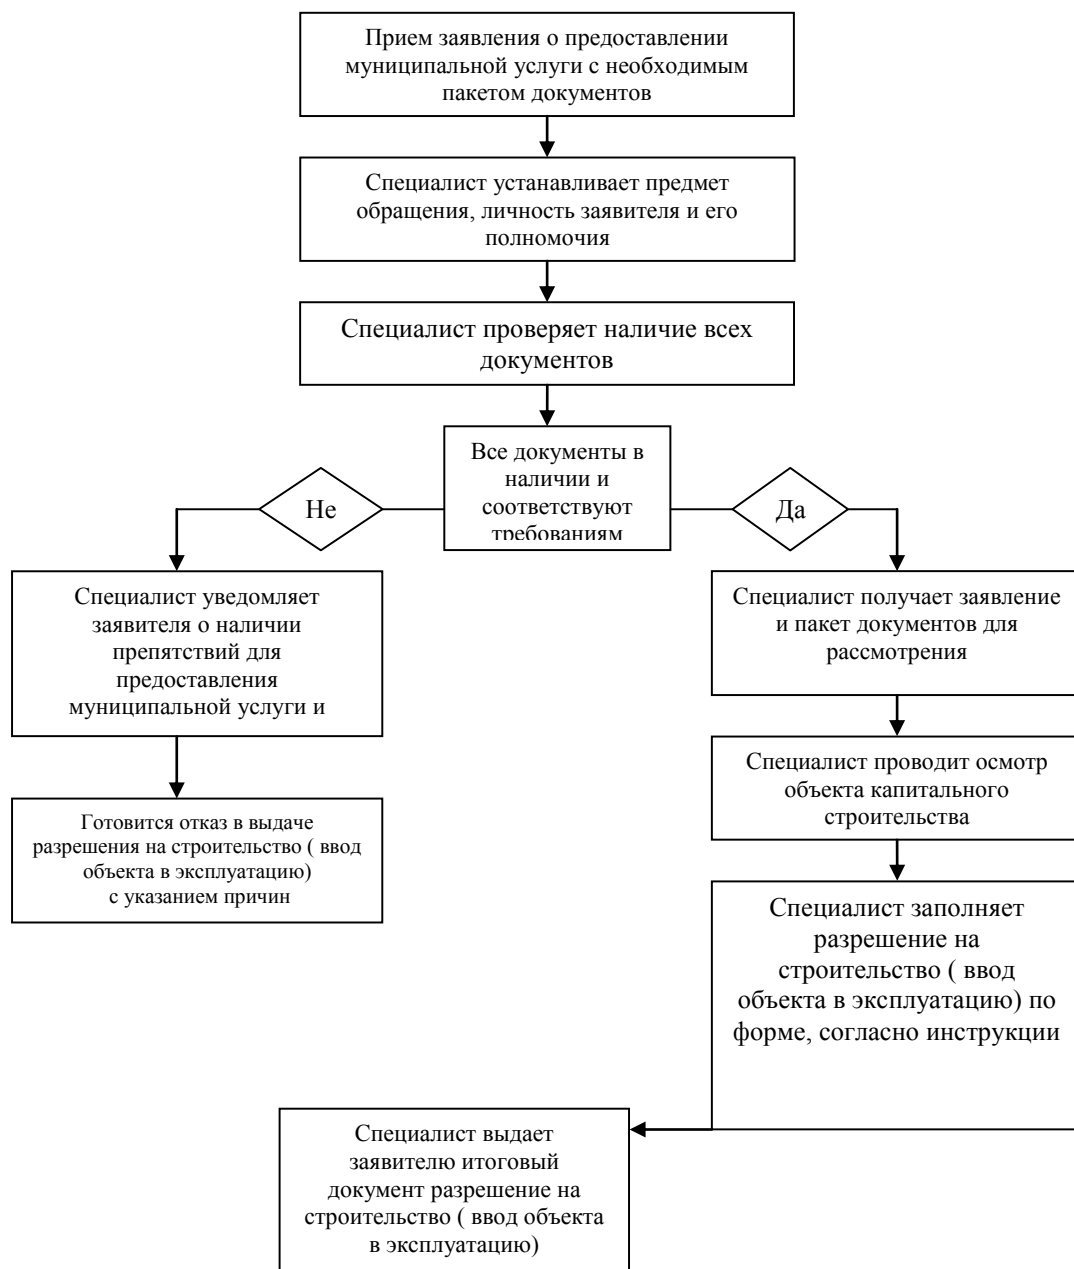 Прием заявления о предоставлении
муниципальной услуги с необходимым
пакетом документов
Специалист устанавливает предмет
обращения, личность заявителя и его
полномочия
Специалист проверяет наличие всех
документов
Все документы в
наличии и
соответствуют
требованиям
Не
Да
Специалист уведомляет
заявителя о наличии
препятствий для
предоставления
муниципальной услуги и
Готовится отказ в выдаче
разрешения на строительство ( ввод
объекта в эксплуатацию)
с указанием причин
Специалист получает заявление
и пакет документов для
рассмотрения
Специалист проводит осмотр
объекта капитального
строительства
Специалист заполняет
разрешение на
строительство ( ввод
объекта в эксплуатацию) по
форме, согласно инструкции
Специалист выдает
заявителю итоговый
документ разрешение на
строительство ( ввод объекта
в эксплуатацию)